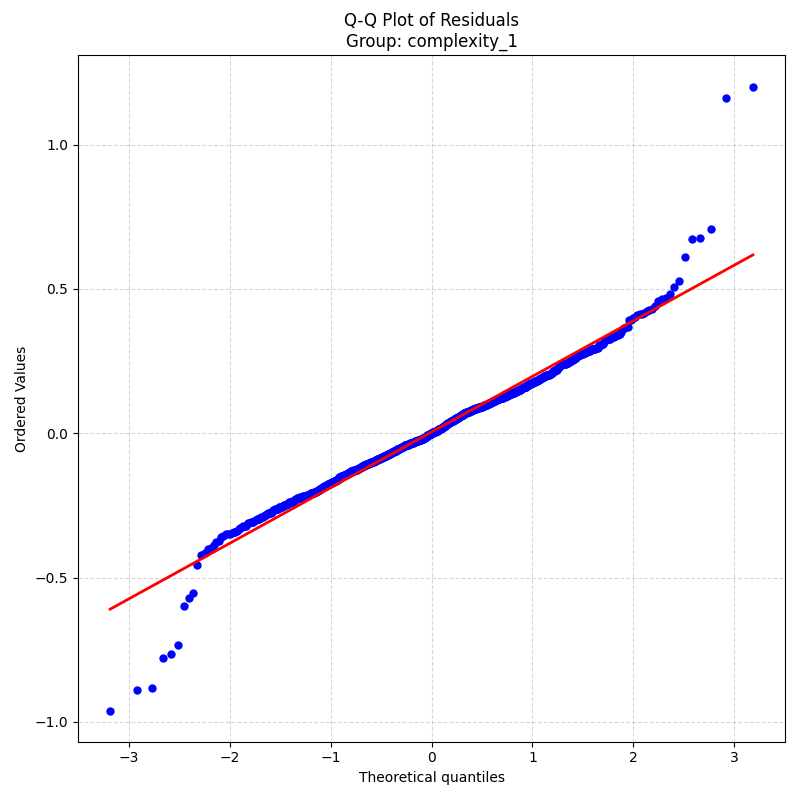 Q-Q Plot of Residuals
Group: complexity_1
1.0
0.5
0.0
−0.5
−1.0
Ordered Values
−3 −2 −1 0 1 2 3
Theoretical quantiles